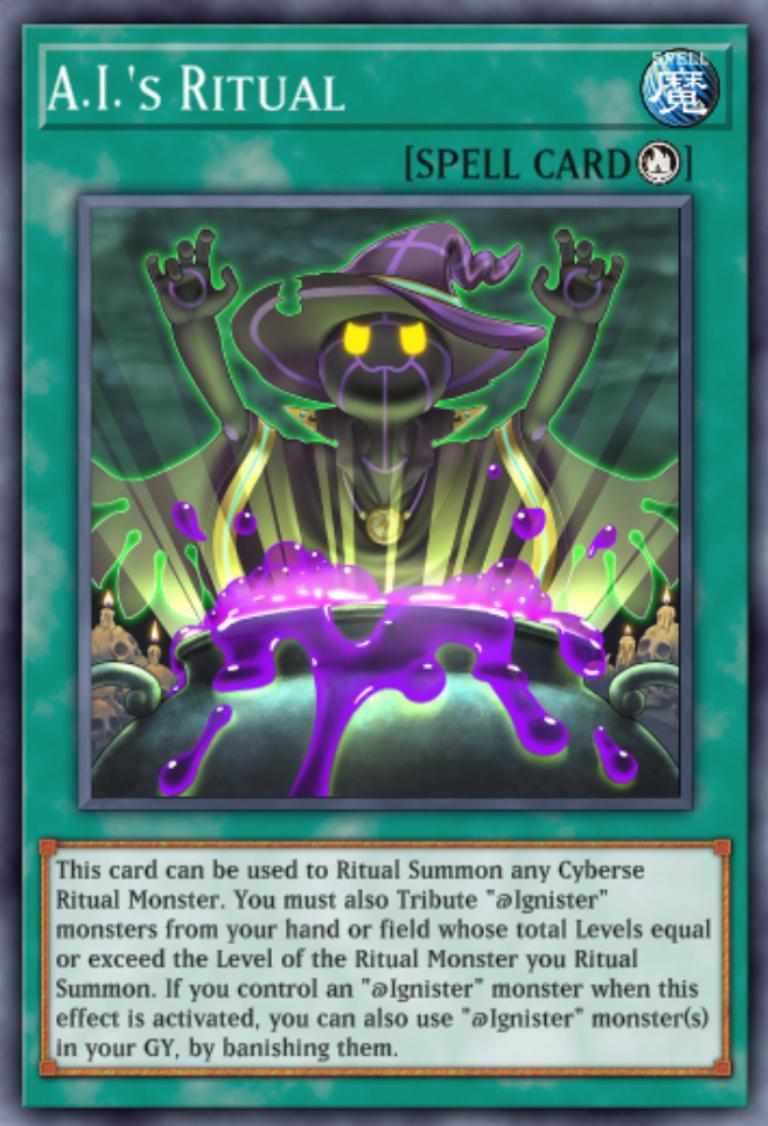 A.I.'s Ritual
SPELL
魔
[SPELL CARD]
This card can be used to Ritual Summon any Cyberse
Ritual Monster. You must also Tribute "@Ignister"
monsters from your hand or field whose total Levels equal
or exceed the Level of the Ritual Monster you Ritual
Summon. If you control an "@Ignister" monster when this
effect is activated, you can also use "@Ignister" monster(s)
in your GY, by banishing them.